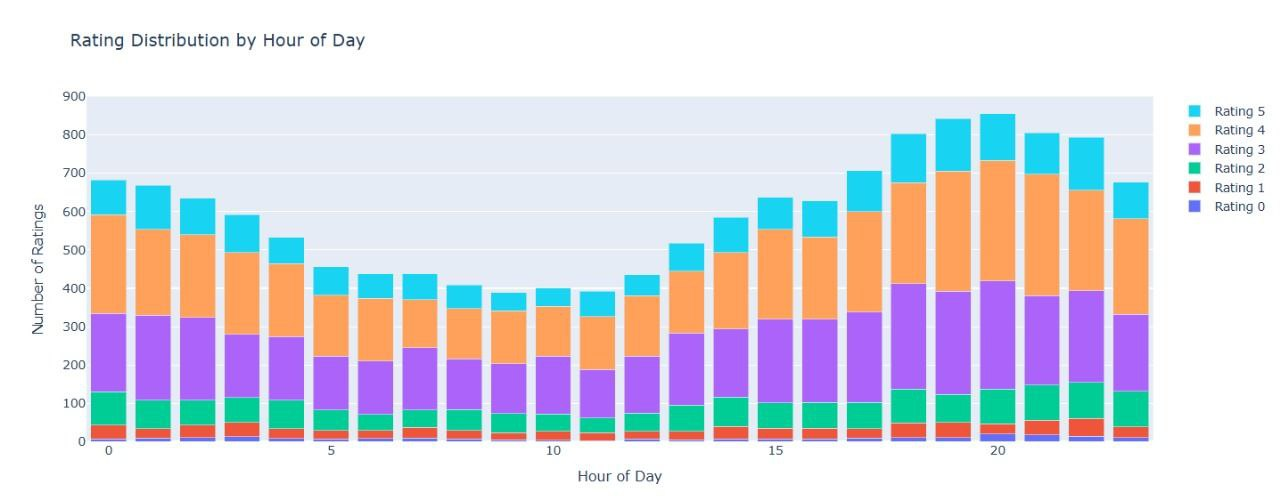 Rating Distribution by Hour of Day
900
800
700
600
500
400
300
200
100
0
Number of Ratings
0 5 10 15 20
Hour of Day
Rating 5
Rating 4
Rating 3
Rating 2
Rating 1
Rating 0